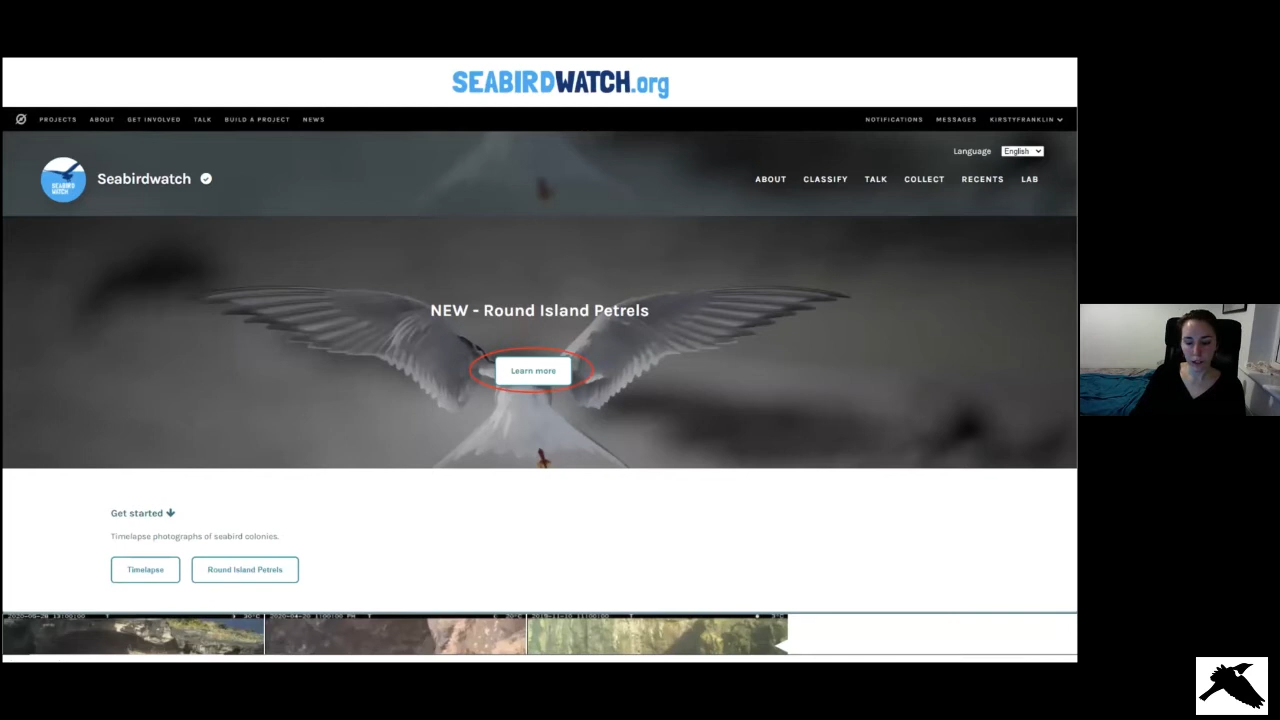 SEABIRDWATCH.org
PROJECTS ABOUT GET INVOLVED TALK BUILD A PROJECT NEWS NOTIFICATIONS MESSAGES KIRSTYFRANKLIN
Language English
SEABIRD WATCH
Seabirdwatch ABOUT CLASSIFY TALK COLLECT RECENTS LAB
NEW - Round Island Petrels
Learn more
Get started
Timelapse photographs of seabird colonies.
Timelapse Round Island Petrels